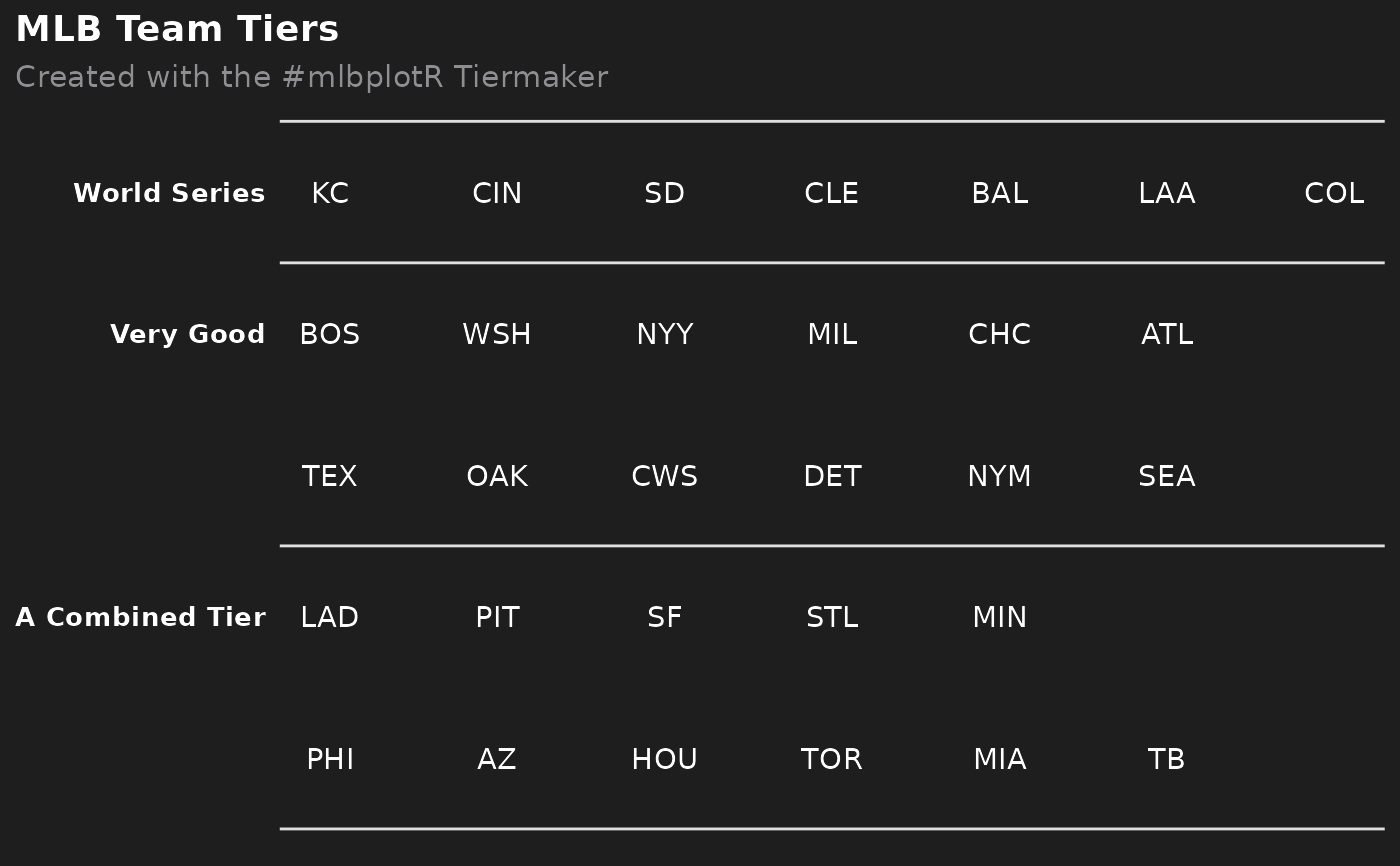 MLB Team Tiers
Created with the #mlbplotR Tiermaker
World Series KC CIN SD CLE BAL LAA COL
Very Good BOS WSH NYY MIL CHC ATL
TEX OAK CWS DET NYM SEA
A Combined Tier LAD PIT SF STL MIN
PHI AZ HOU TOR MIA TB